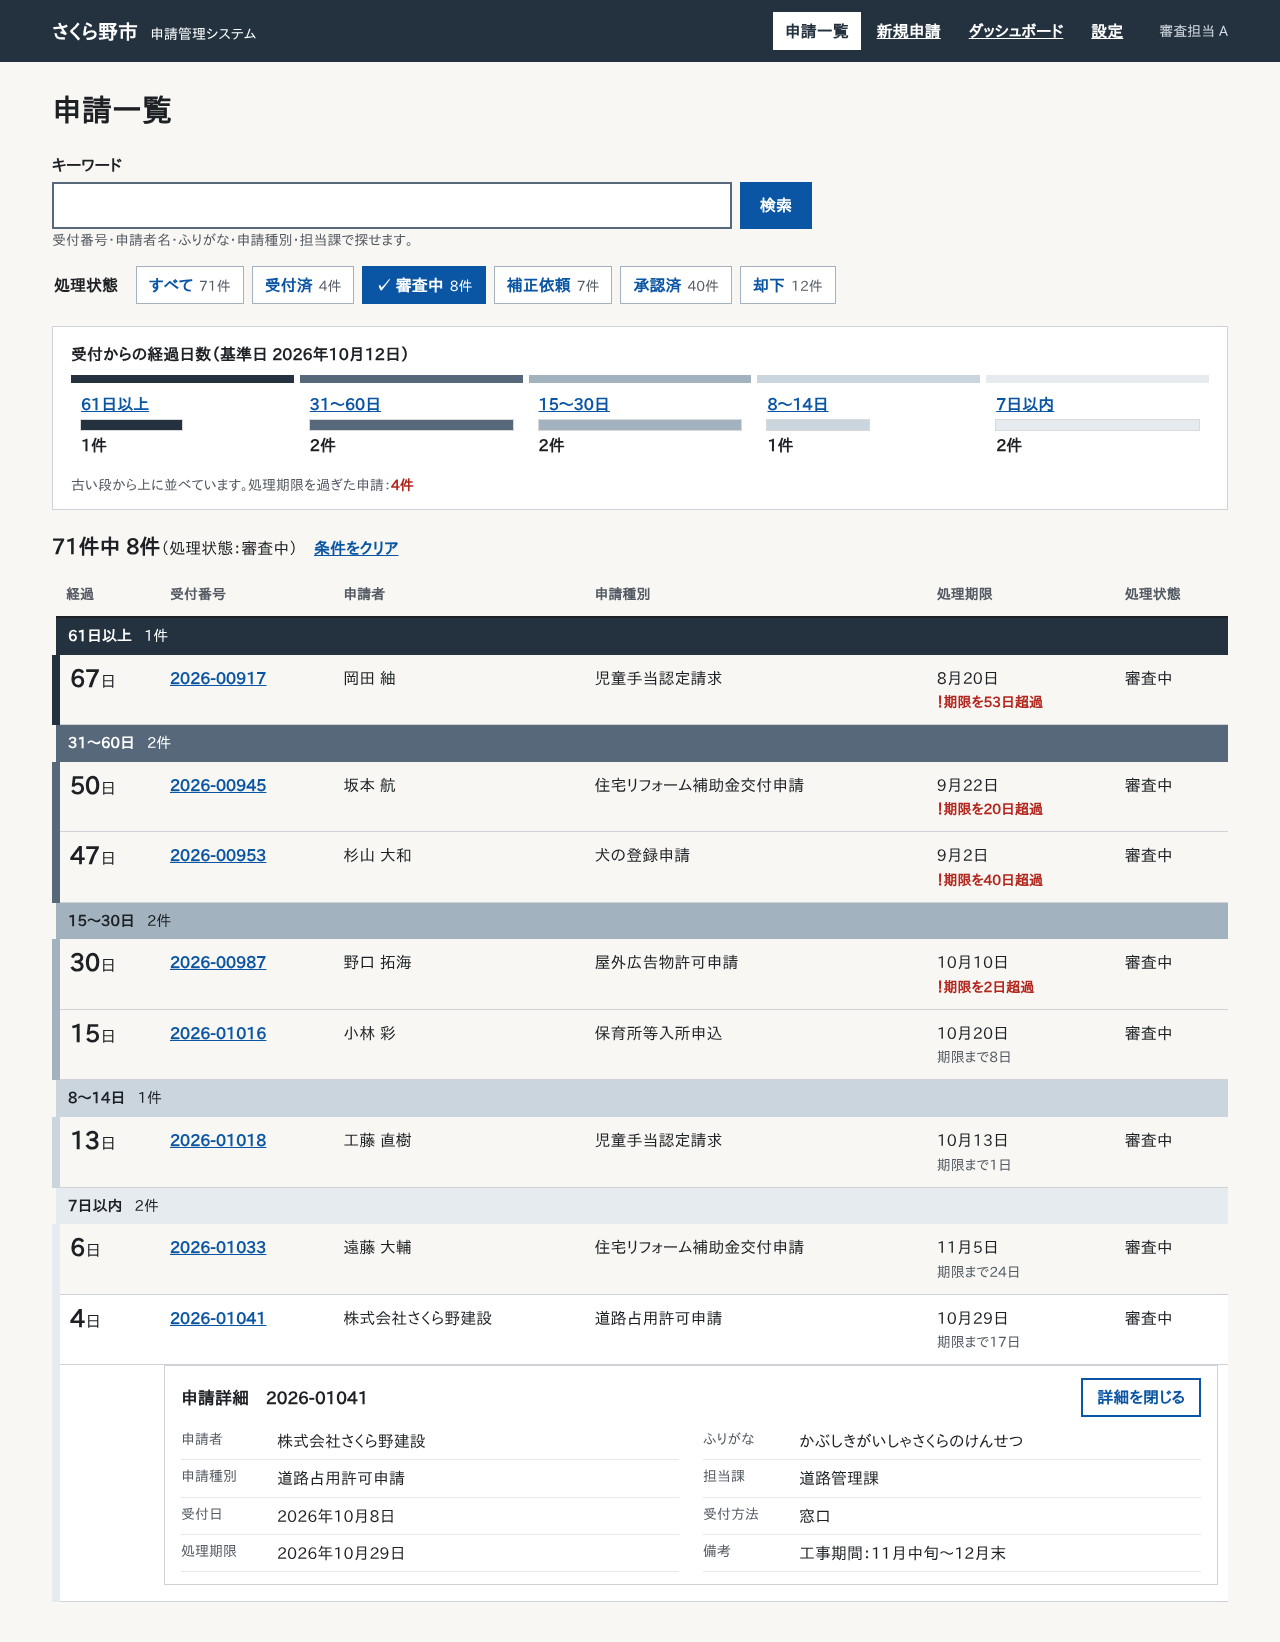 さくら野市 申請管理システム 申請一覧 新規申請 ダッシュボード 設定 審査担当 A
申請一覧
キーワード
検索
受付番号・申請者名・ふりがな・申請種別・担当課で探せます。
処理状態 すべて 71件 受付済 4件 ✓ 審査中 8件 補正依頼 7件 承認済 40件 却下 12件
受付からの経過日数（基準日 2026年10月12日）
61日以上 31〜60日 15〜30日 8〜14日 7日以内
1件 2件 2件 1件 2件
古い段から上に並べています。処理期限を過ぎた申請：4件
71件中 8件（処理状態：審査中） 条件をクリア
経過 受付番号 申請者 申請種別 処理期限 処理状態
61日以上 1件
67日 2026-00917 岡田 紬 児童手当認定請求 8月20日 審査中
!期限を53日超過
31〜60日 2件
50日 2026-00945 坂本 航 住宅リフォーム補助金交付申請 9月22日 審査中
!期限を20日超過
47日 2026-00953 杉山 大和 犬の登録申請 9月2日 審査中
!期限を40日超過
15〜30日 2件
30日 2026-00987 野口 拓海 屋外広告物許可申請 10月10日 審査中
!期限を2日超過
15日 2026-01016 小林 彩 保育所等入所申込 10月20日 審査中
期限まで8日
8〜14日 1件
13日 2026-01018 工藤 直樹 児童手当認定請求 10月13日 審査中
期限まで1日
7日以内 2件
6日 2026-01033 遠藤 大輔 住宅リフォーム補助金交付申請 11月5日 審査中
期限まで24日
4日 2026-01041 株式会社さくら野建設 道路占用許可申請 10月29日 審査中
期限まで17日
申請詳細 2026-01041 詳細を閉じる
申請者 株式会社さくら野建設 ふりがな かぶしきがいしゃさくらのけんせつ
申請種別 道路占用許可申請 担当課 道路管理課
受付日 2026年10月8日 受付方法 窓口
処理期限 2026年10月29日 備考 工事期間：11月中旬〜12月末